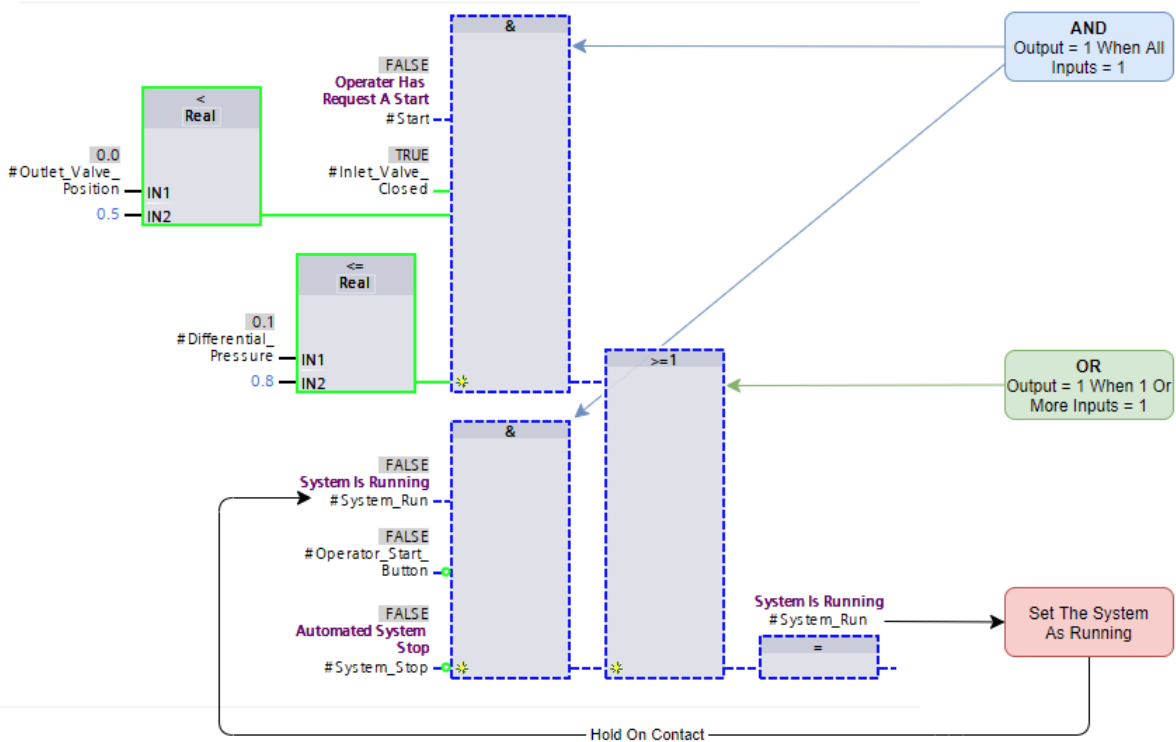 &
AND
Output = 1 When All
Inputs = 1
FALSE
Operater Has
Request A Start
#Start
<
Real
TRUE
#Inlet_Valve_
Closed
0.0
#Outlet_Valve_
Position
IN1
0.5
IN2
<=
Real
0.1
#Differential_
Pressure
IN1
0.8
IN2
>=1
OR
Output = 1 When 1 Or
More Inputs = 1
&
FALSE
System Is Running
#System_Run
FALSE
#Operator_Start_
Button
FALSE
Automated System
Stop
#System_Stop
System Is Running
#System_Run
=
Set The System
As Running
Hold On Contact